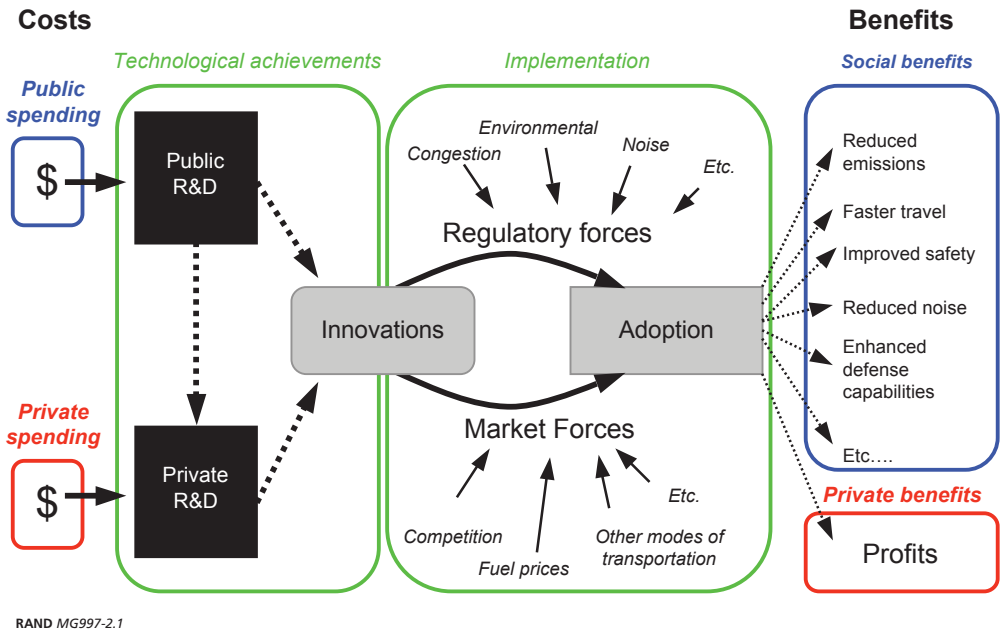 Costs
Benefits
Technological achievements
Implementation
Social benefits
Public
spending
$
Public
R&D
Environmental
Congestion
Noise
Etc.
Regulatory forces
Innovations
Adoption
Reduced
emissions
Faster travel
Improved safety
Reduced noise
Enhanced
defense
capabilities
Etc....
Private
spending
$
Private
R&D
Market Forces
Etc.
Competition
Fuel prices
Other modes of
transportation
Private benefits
Profits
RAND MG997-2.1